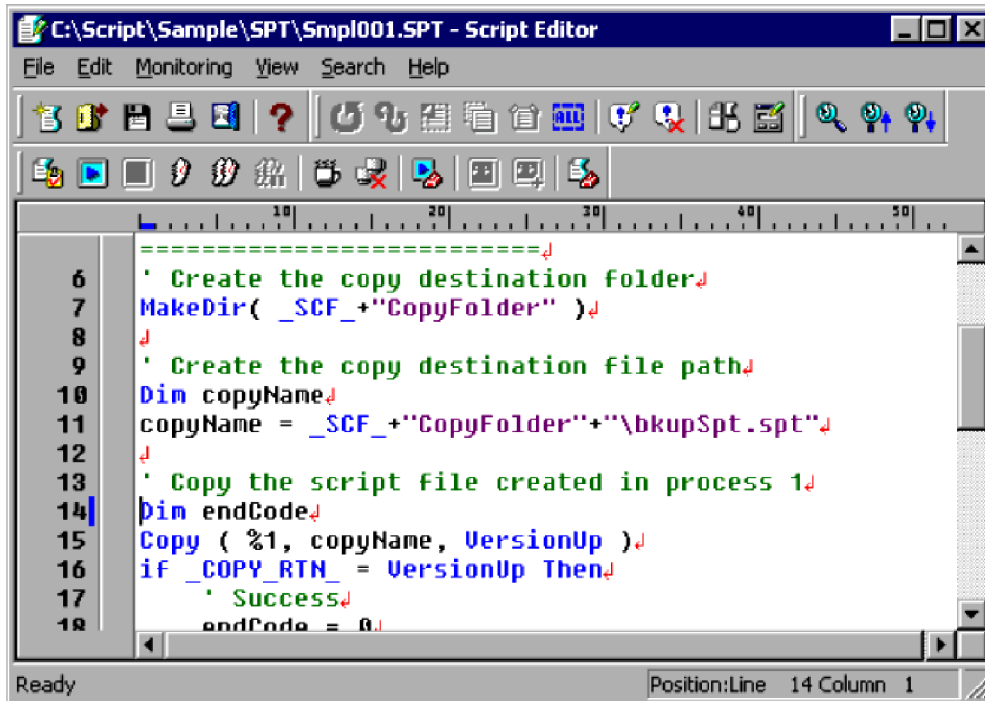 C:\Script\Sample\SPT\Smpl001.SPT - Script Editor
File Edit Monitoring View Search Help
ALL
10 20 30 40 50
===========================
6 ' Create the copy destination folder
7 MakeDir( _SCF_+"CopyFolder" )
8
9 ' Create the copy destination file path
10 Dim copyName
11 copyName = _SCF_+"CopyFolder"+"\bkupSpt.spt"
12
13 ' Copy the script file created in process 1
14 Dim endCode
15 Copy ( %1, copyName, VersionUp )
16 if _COPY_RTN_ = VersionUp Then
17 ' Success
18 endCode = 0
Ready Position:Line 14 Column 1